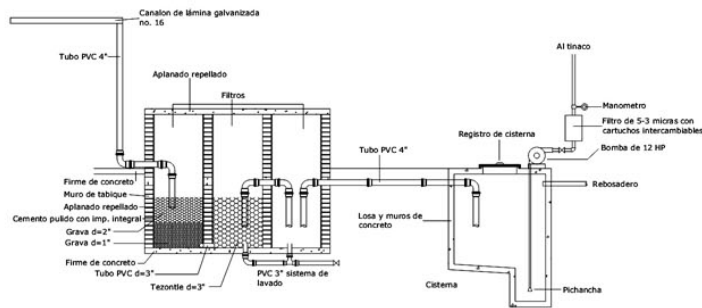 Canalon de lámina galvanizada
no. 16
Tubo PVC 4"
Aplanado repellado
Filtros
Al tinaco
Manometro
Filtro de 5-3 micras con
cartuchos intercambiables
Bomba de 12 HP
Registro de cisterna
Tubo PVC 4"
Rebosadero
Firme de concreto
Muro de tabique
Aplanado repellado
Cemento pulido con imp. integral
Grava d=2"
Grava d=1"
Firme de concreto
Tubo PVC d=3"
Tezontle d=3"
PVC 3" sistema de
lavado
Losa y muros de
concreto
Cisterna
Pichancha